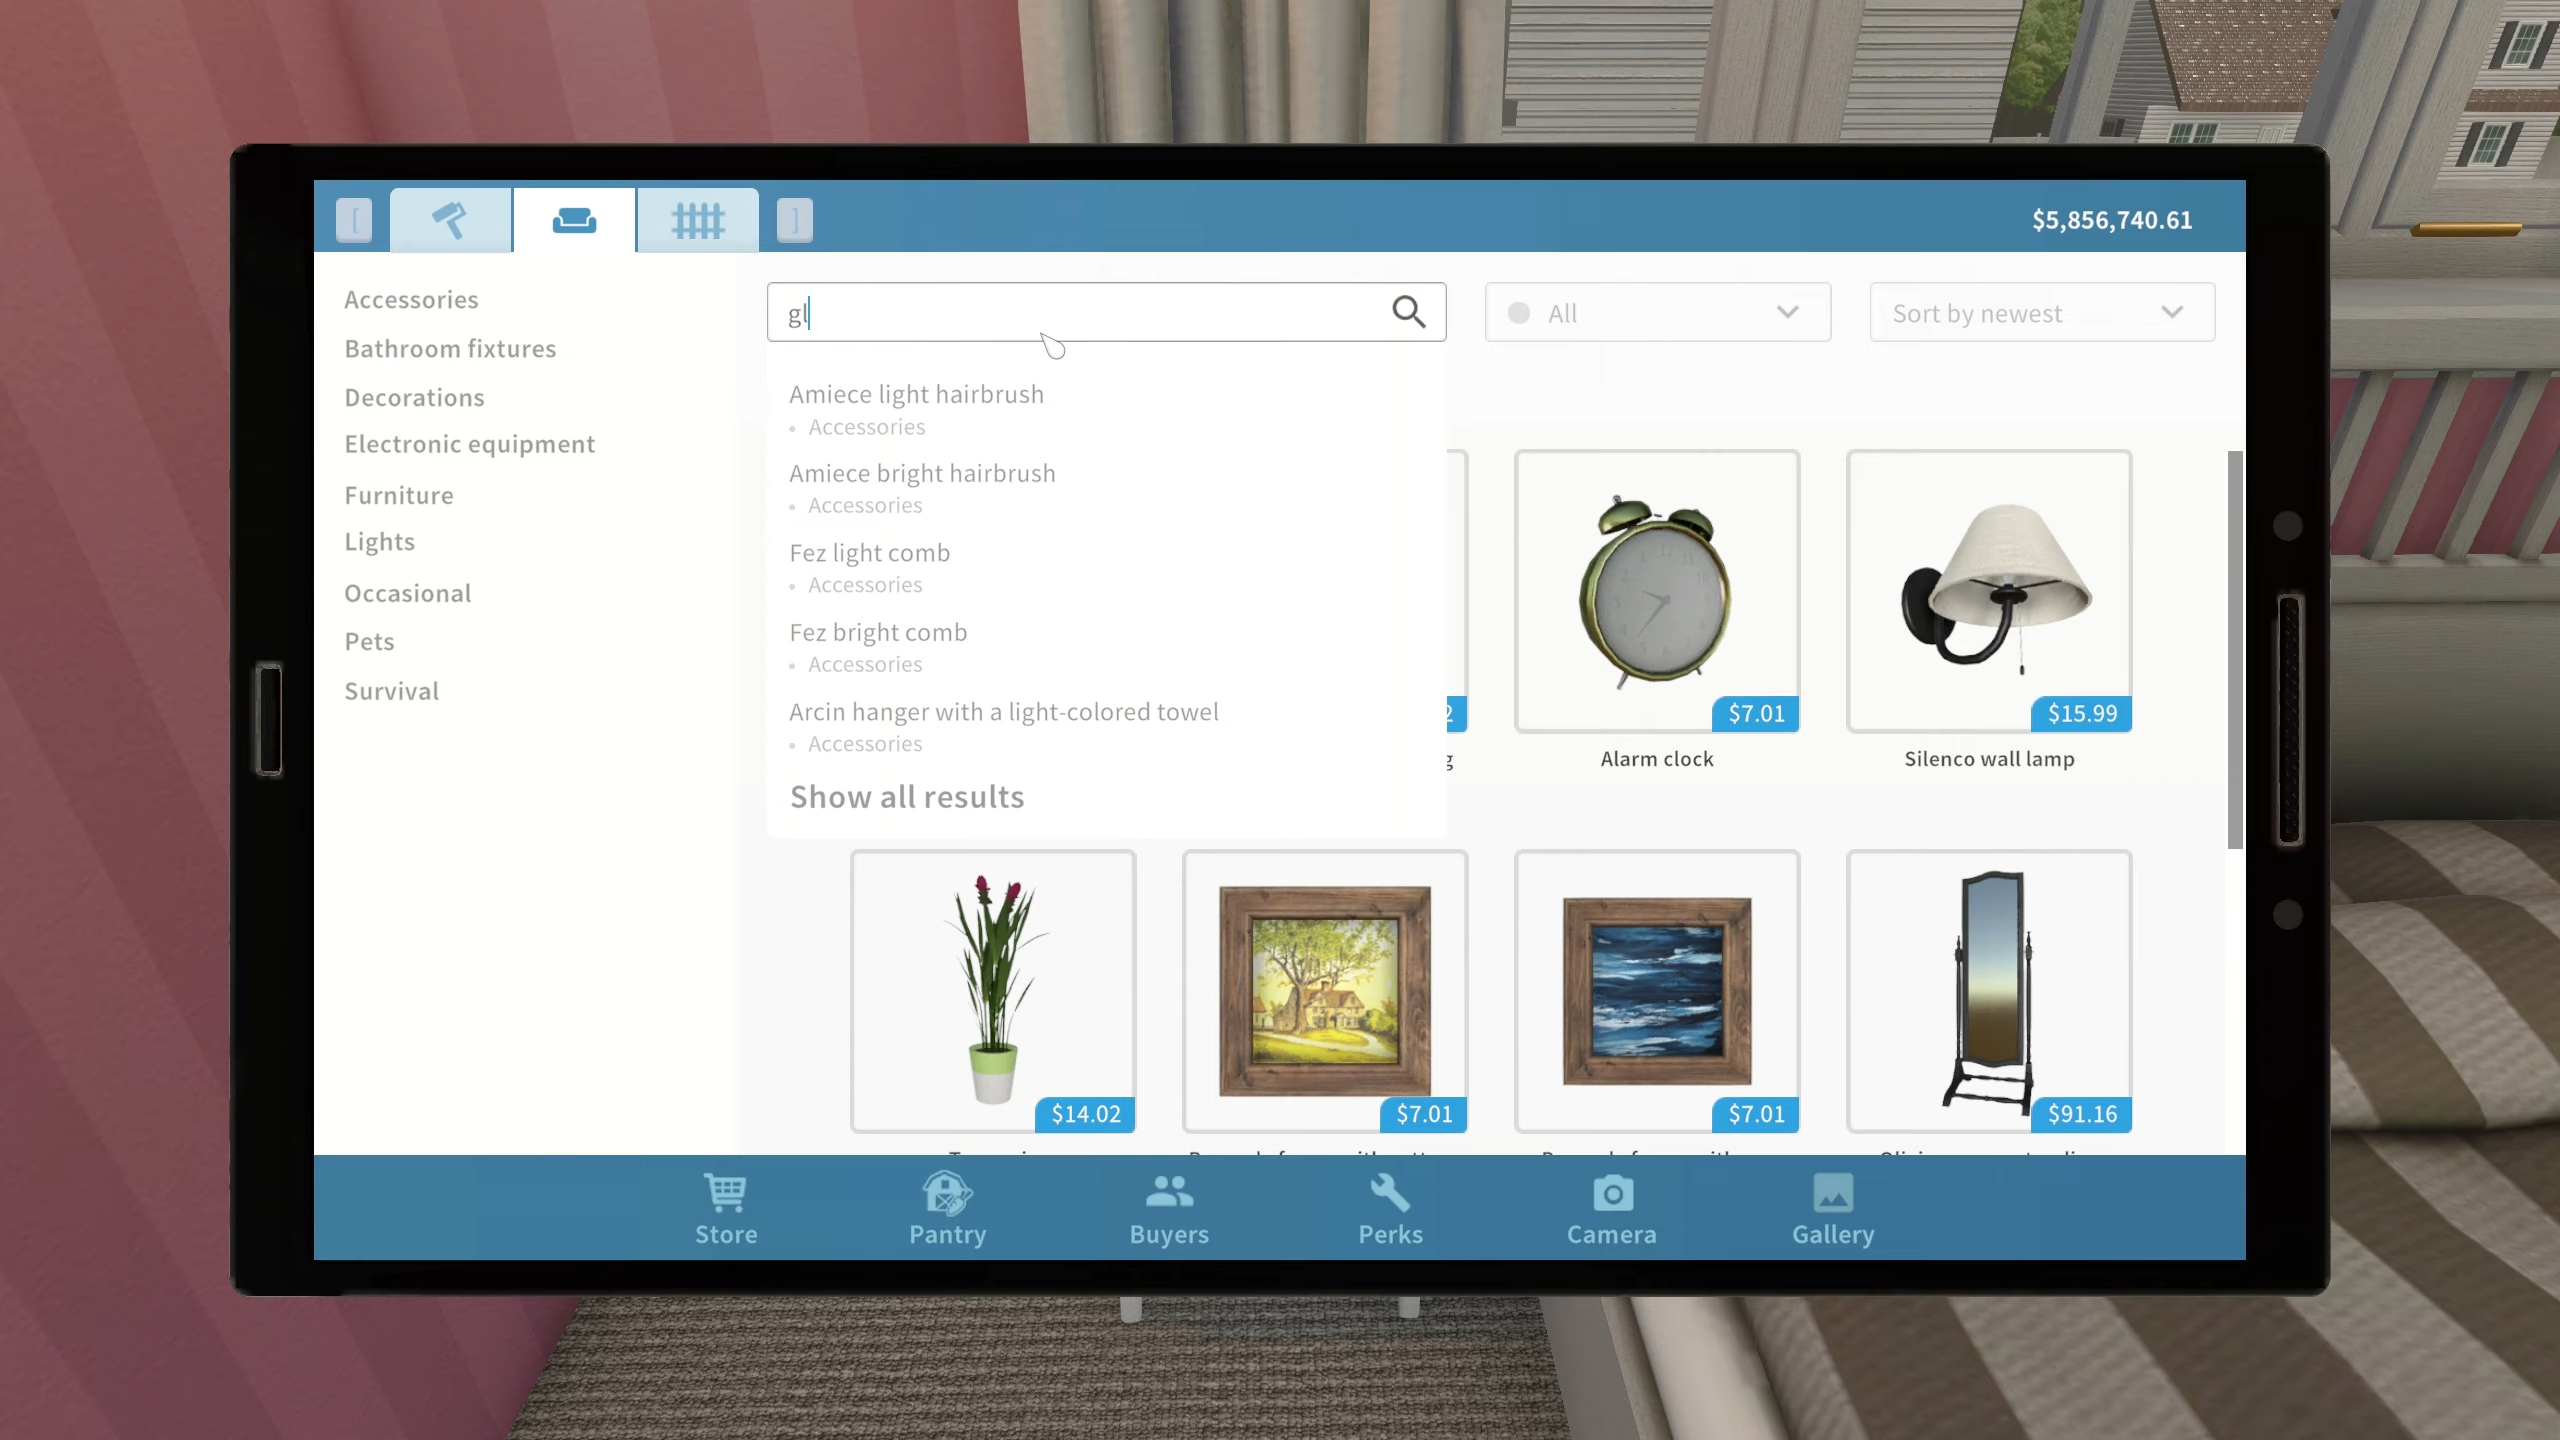 [
]
$5,856,740.61
Accessories
Bathroom fixtures
Decorations
Electronic equipment
Furniture
Lights
Occasional
Pets
Survival
gl
All
Sort by newest
Amiece light hairbrush
• Accessories
Amiece bright hairbrush
• Accessories
Fez light comb
• Accessories
Fez bright comb
• Accessories
Arcin hanger with a light-colored towel
• Accessories
Show all results
$7.01
$15.99
Alarm clock
Silenco wall lamp
$14.02
$7.01
$7.01
$91.16
Store
Pantry
Buyers
Perks
Camera
Gallery